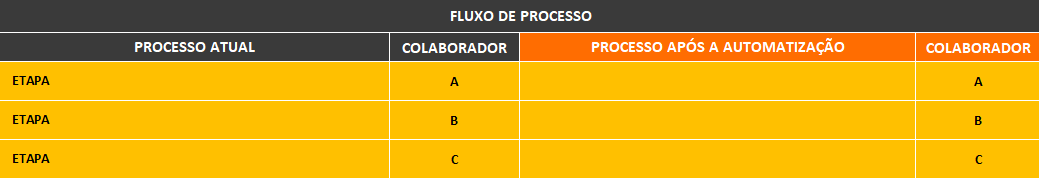 FLUXO DE PROCESSO
PROCESSO ATUAL COLABORADOR PROCESSO APÓS A AUTOMATIZAÇÃO COLABORADOR
ETAPA A A
ETAPA B B
ETAPA C C